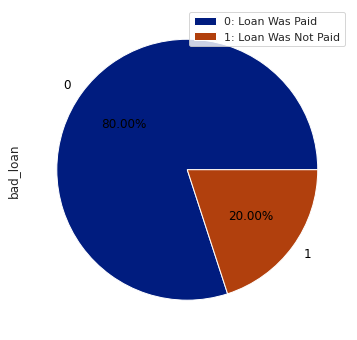 0: Loan Was Paid
1: Loan Was Not Paid
0
80.00%
bad_loan
20.00%
1